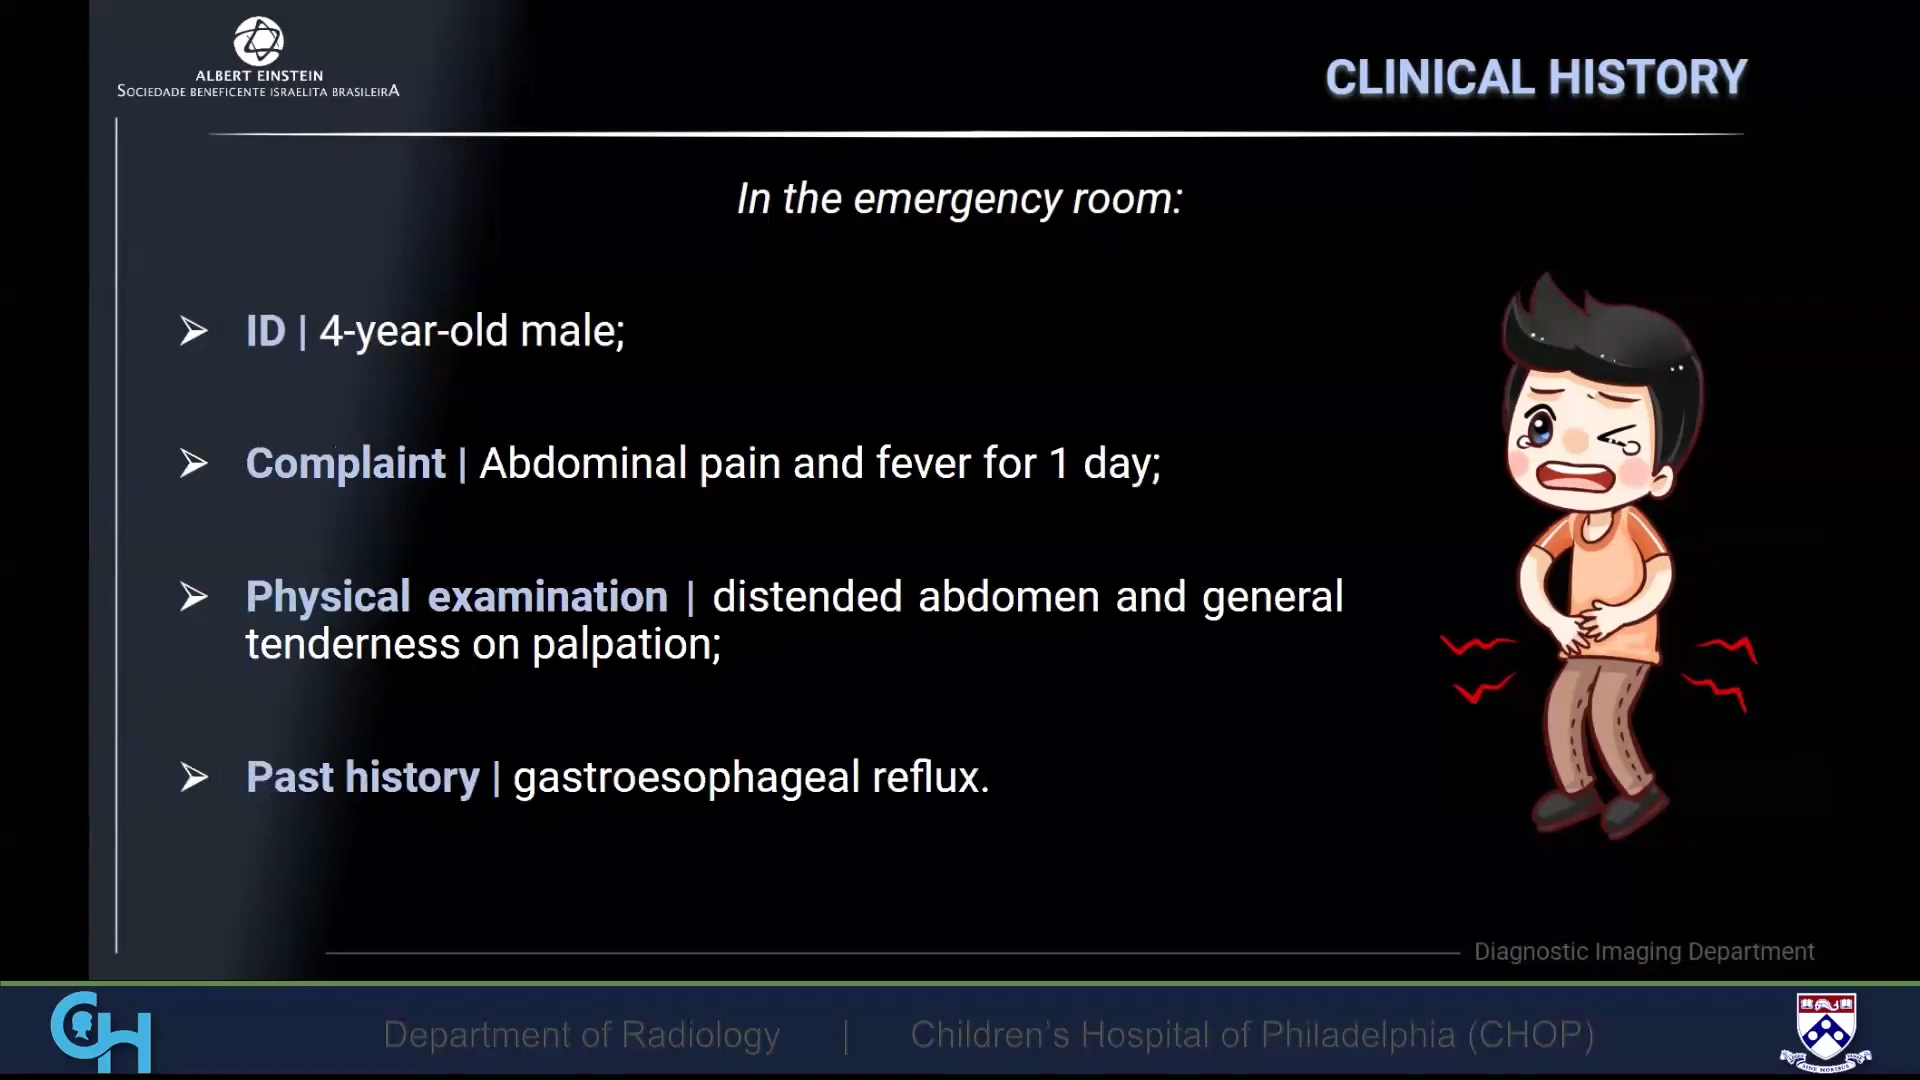 ALBERT EINSTEIN
SOCIEDADE BENEFICENTE ISRAELITA BRASILEIRA
CLINICAL HISTORY
In the emergency room:
➢ ID | 4-year-old male;
➢ Complaint | Abdominal pain and fever for 1 day;
➢ Physical examination | distended abdomen and general
tenderness on palpation;
➢ Past history | gastroesophageal reflux.
Diagnostic Imaging Department
CH
Department of Radiology | Children's Hospital of Philadelphia (CHOP)